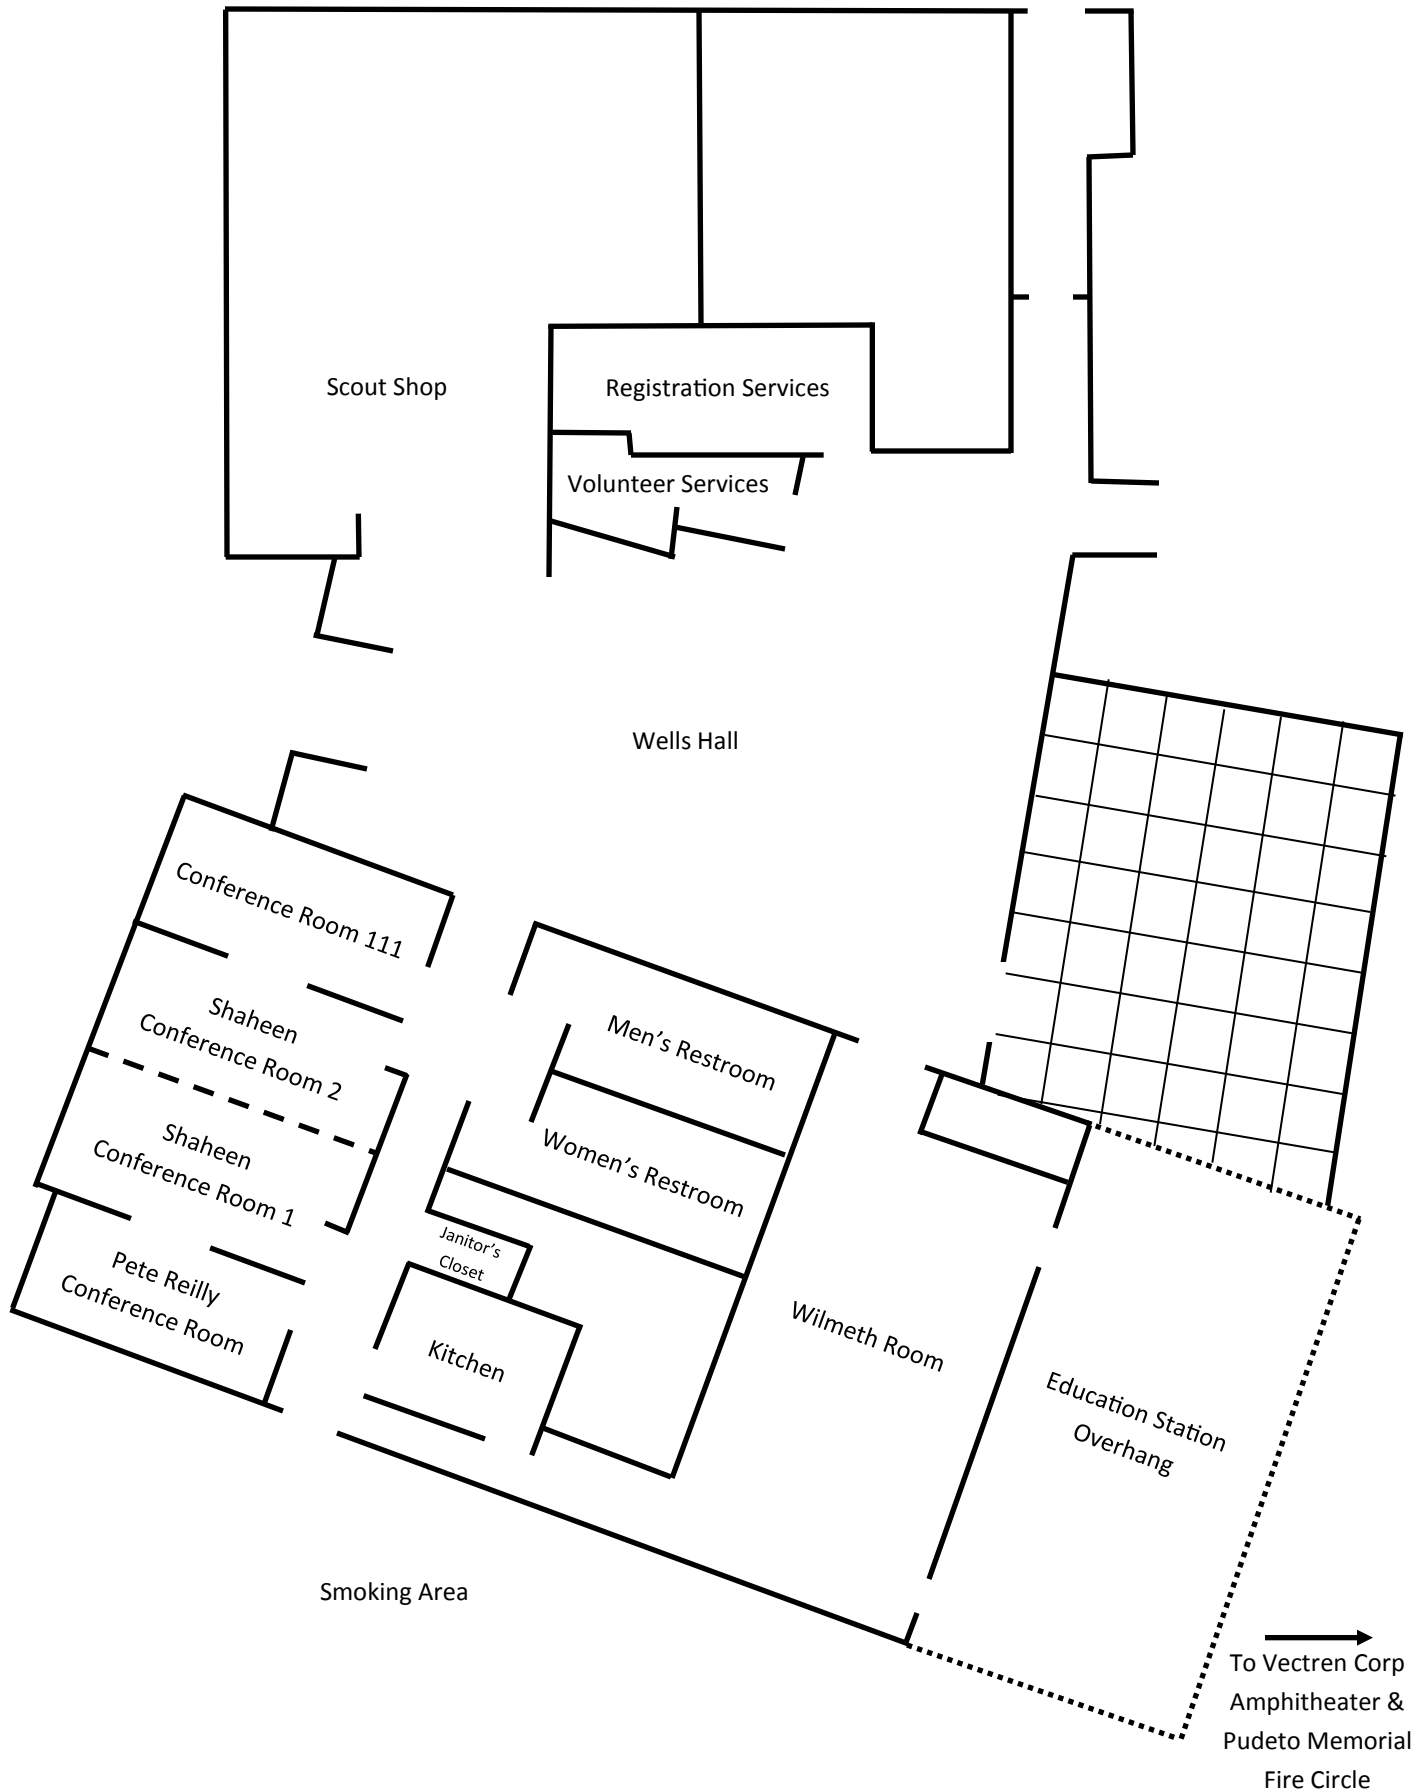 Scout Shop
Registration Services
Volunteer Services
Wells Hall
Conference Room 111
Shaheen
Conference Room 2
Shaheen
Conference Room 1
Pete Reilly
Conference Room
Men’s Restroom
Women’s Restroom
Janitor’s
Closet
Kitchen
Wilmeth Room
Education Station
Overhang
Smoking Area
To Vectren Corp
Amphitheater &
Pudeto Memorial
Fire Circle